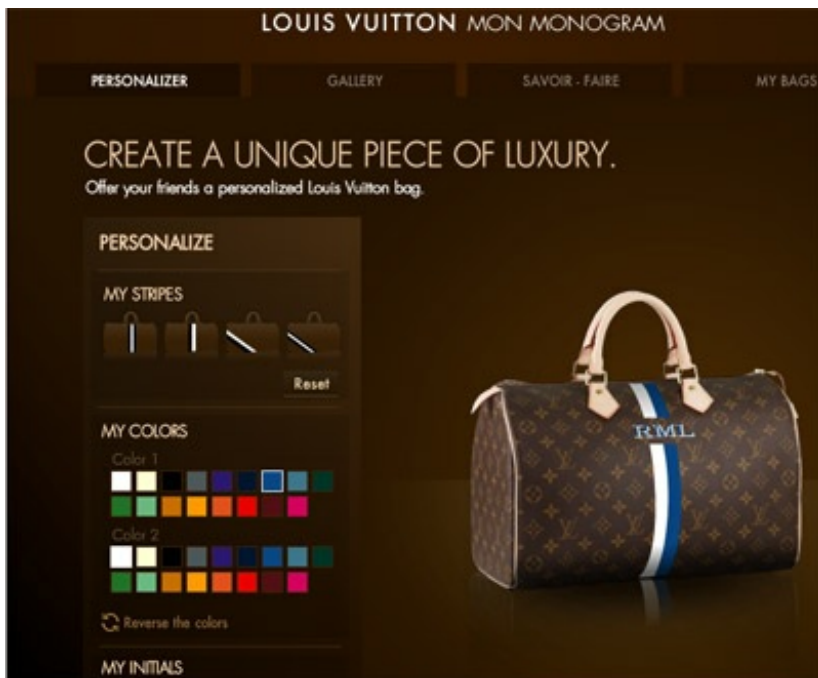 LOUIS VUITTON MON MONOGRAM
PERSONALIZER GALLERY SAVOIR - FAIRE MY BAGS
CREATE A UNIQUE PIECE OF LUXURY.
Offer your friends a personalized Louis Vuitton bag.
PERSONALIZE
MY STRIPES
Reset
MY COLORS
Color 1
Color 2
Reverse the colors
MY INITIALS
RML